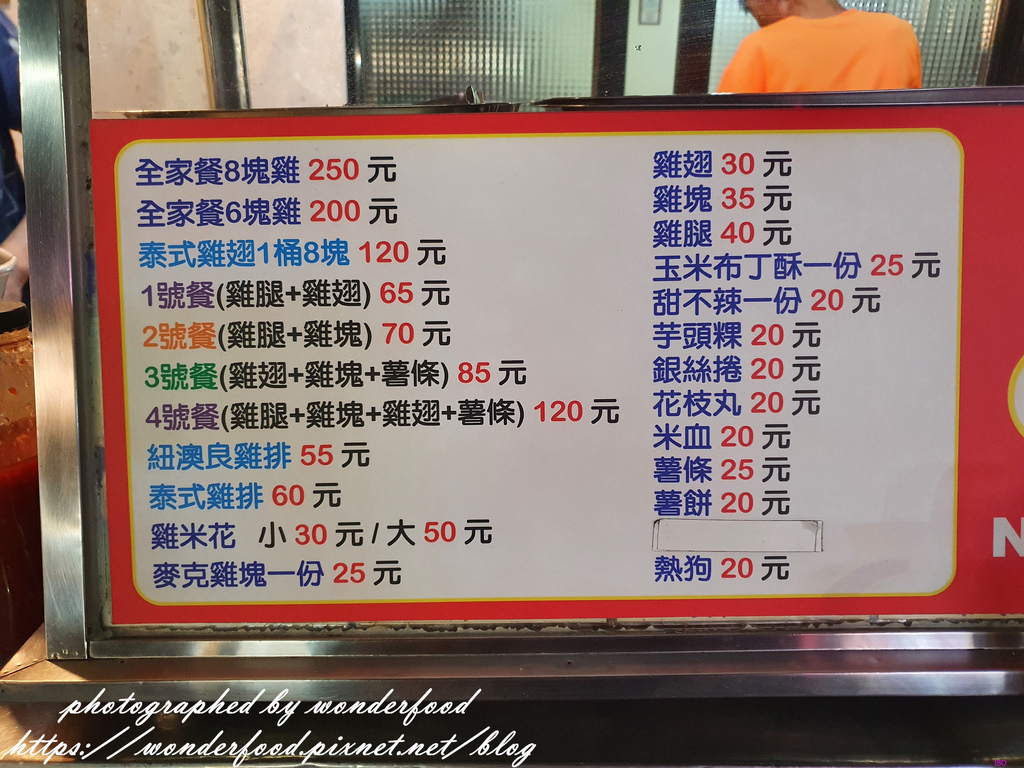 全家餐8塊雞 250 元
全家餐6塊雞 200 元
泰式雞翅1桶8塊 120 元
1號餐(雞腿+雞翅) 65 元
2號餐(雞腿+雞塊) 70 元
3號餐(雞翅+雞塊+薯條) 85 元
4號餐(雞腿+雞塊+雞翅+薯條) 120 元
紐澳良雞排 55 元
泰式雞排 60 元
雞米花 小 30 元 / 大 50 元
麥克雞塊一份 25 元
雞翅 30 元
雞塊 35 元
雞腿 40 元
玉米布丁酥一份 25 元
甜不辣一份 20 元
芋頭粿 20 元
銀絲捲 20 元
花枝丸 20 元
米血 20 元
薯條 25 元
薯餅 20 元
熱狗 20 元
N
photographed by wonderfood
https://wonderfood.pixnet.net/blog